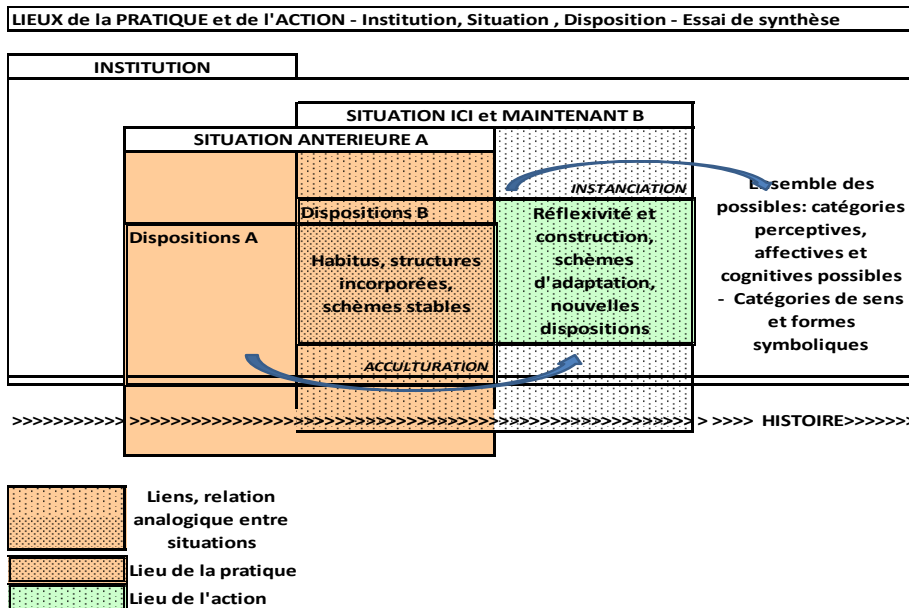 LIEUX de la PRATIQUE et de l'ACTION - Institution, Situation , Disposition - Essai de synthèse
INSTITUTION
SITUATION ICI et MAINTENANT B
SITUATION ANTERIEURE A
INSTANCIATION
Dispositions B
Dispositions A
Habitus, structures
incorporées,
schèmes stables
Réflexivité et
construction,
schèmes
d'adaptation,
nouvelles
dispositions
Ensemble des
possibles: catégories
perceptives,
affectives et
cognitives possibles
- Catégories de sens
et formes
symboliques
ACCULTURATION
>>>>>>>>>>> >>>>>>>>>>>>>>>>>>>>>>>>>>>>>>>>>>>>>>>>>>>>>>>>>>>>>>>>>>>> > >>>> HISTOIRE>>>>>>>
Liens, relation
analogique entre
situations
Lieu de la pratique
Lieu de l'action